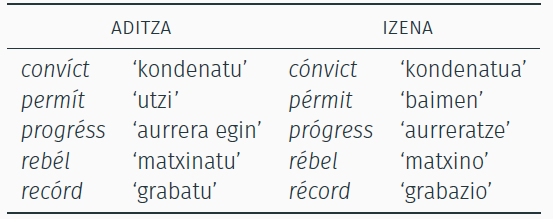 ADITZA IZENA
convíct ‘kondenatu’ cónvict ‘kondenatua’
permít ‘utzi’ pérmit ‘baimen’
progréss ‘aurrera egin’ prógress ‘aurreratze’
rebél ‘matxinatu’ rébel ‘matxino’
recórd ‘grabatu’ récord ‘grabazio’